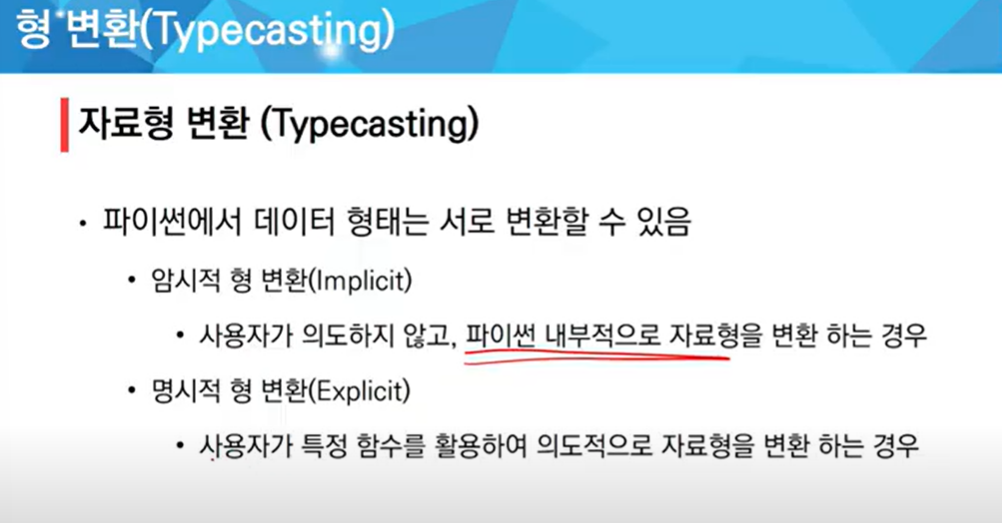 형 변환(Typecasting)
자료형 변환 (Typecasting)
• 파이썬에서 데이터 형태는 서로 변환할 수 있음
• 암시적 형 변환(Implicit)
• 사용자가 의도하지 않고, 파이썬 내부적으로 자료형을 변환 하는 경우
• 명시적 형 변환(Explicit)
• 사용자가 특정 함수를 활용하여 의도적으로 자료형을 변환 하는 경우